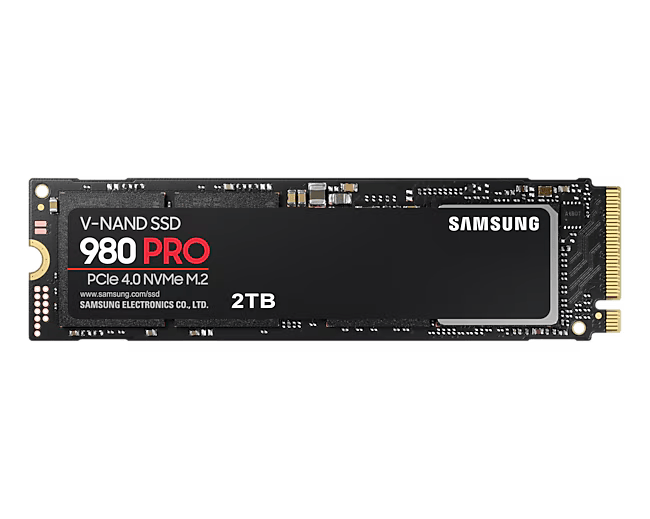 V-NAND SSD
980 PRO
PCIe 4.0 NVMe M.2
www.samsung.com/ssd
SAMSUNG ELECTRONICS CO., LTD.
2TB
SAMSUNG